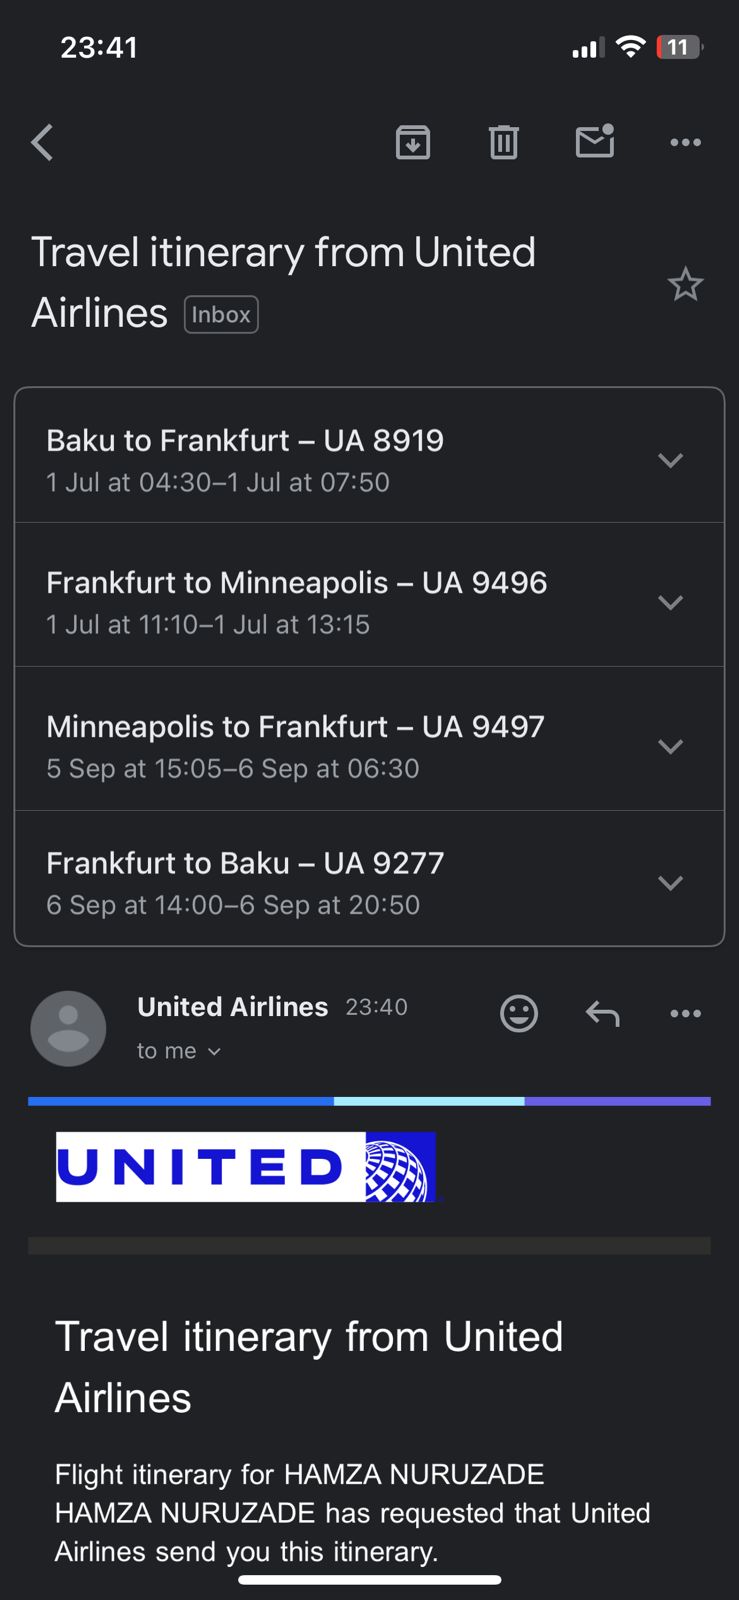 23:41
11
Travel itinerary from United
Airlines Inbox
Baku to Frankfurt – UA 8919
1 Jul at 04:30–1 Jul at 07:50
Frankfurt to Minneapolis – UA 9496
1 Jul at 11:10–1 Jul at 13:15
Minneapolis to Frankfurt – UA 9497
5 Sep at 15:05–6 Sep at 06:30
Frankfurt to Baku – UA 9277
6 Sep at 14:00–6 Sep at 20:50
United Airlines 23:40
to me
UNITED
Travel itinerary from United
Airlines
Flight itinerary for HAMZA NURUZADE
HAMZA NURUZADE has requested that United
Airlines send you this itinerary.